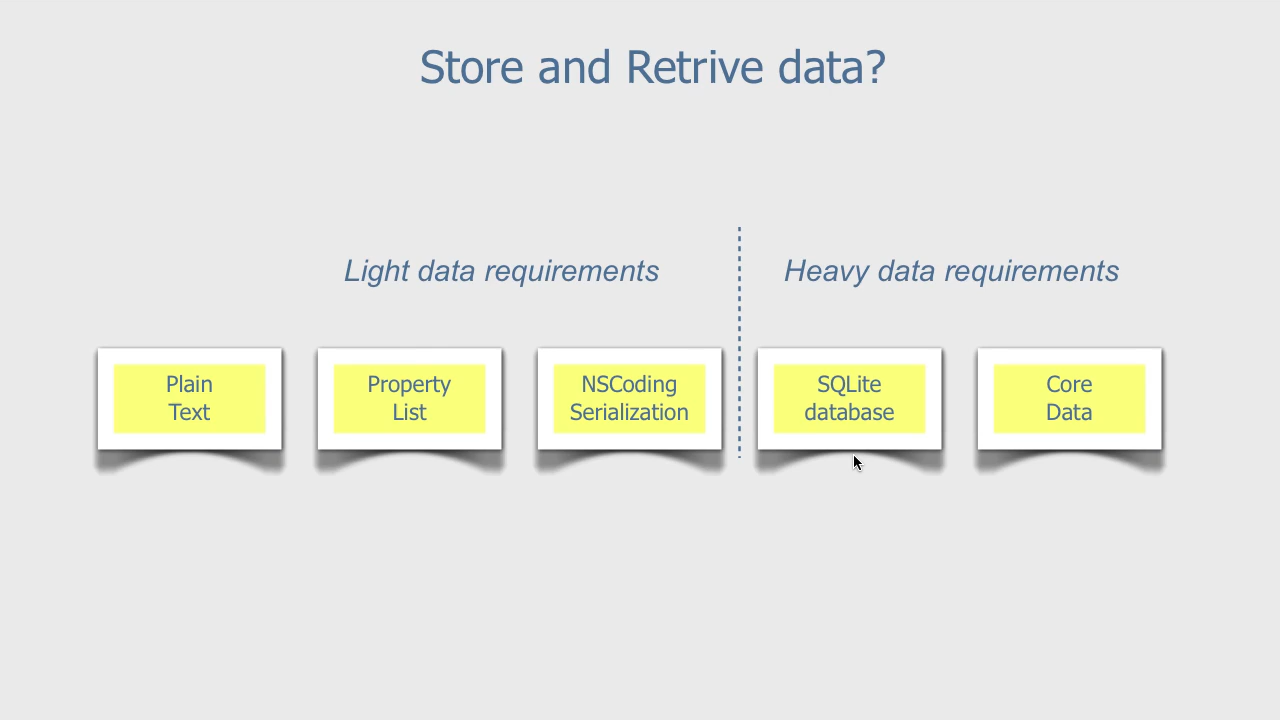 Store and Retrive data?
Light data requirements
Heavy data requirements
Plain
Text
Property
List
NSCoding
Serialization
SQLite
database
Core
Data